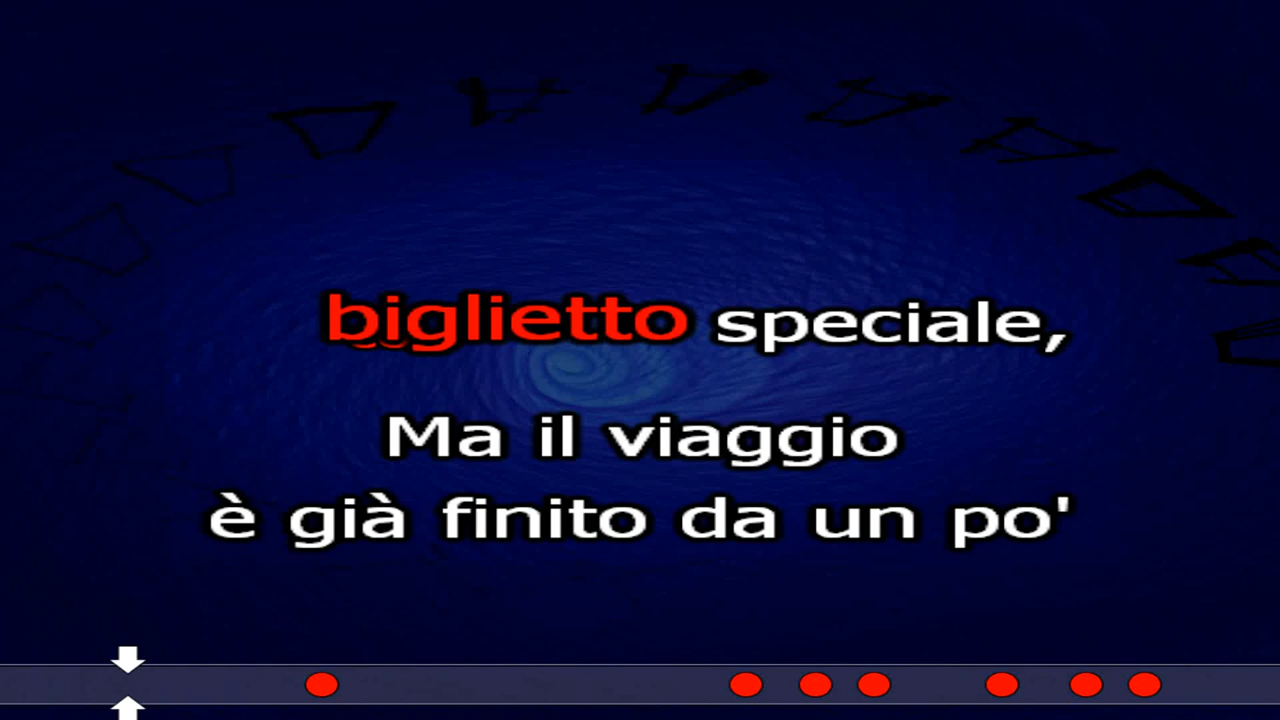 biglietto speciale,
Ma il viaggio
è già finito da un po'